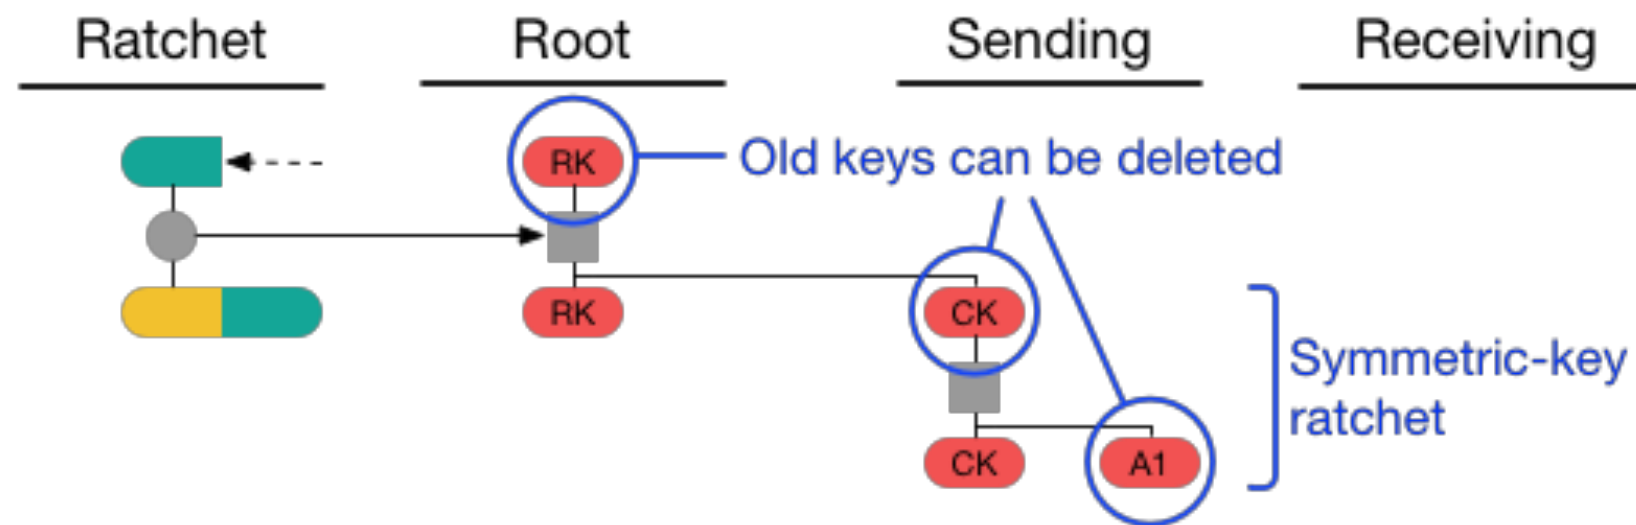 Ratchet
Root
Sending
Receiving
RK
Old keys can be deleted
RK
CK
Symmetric-key
ratchet
CK
A1